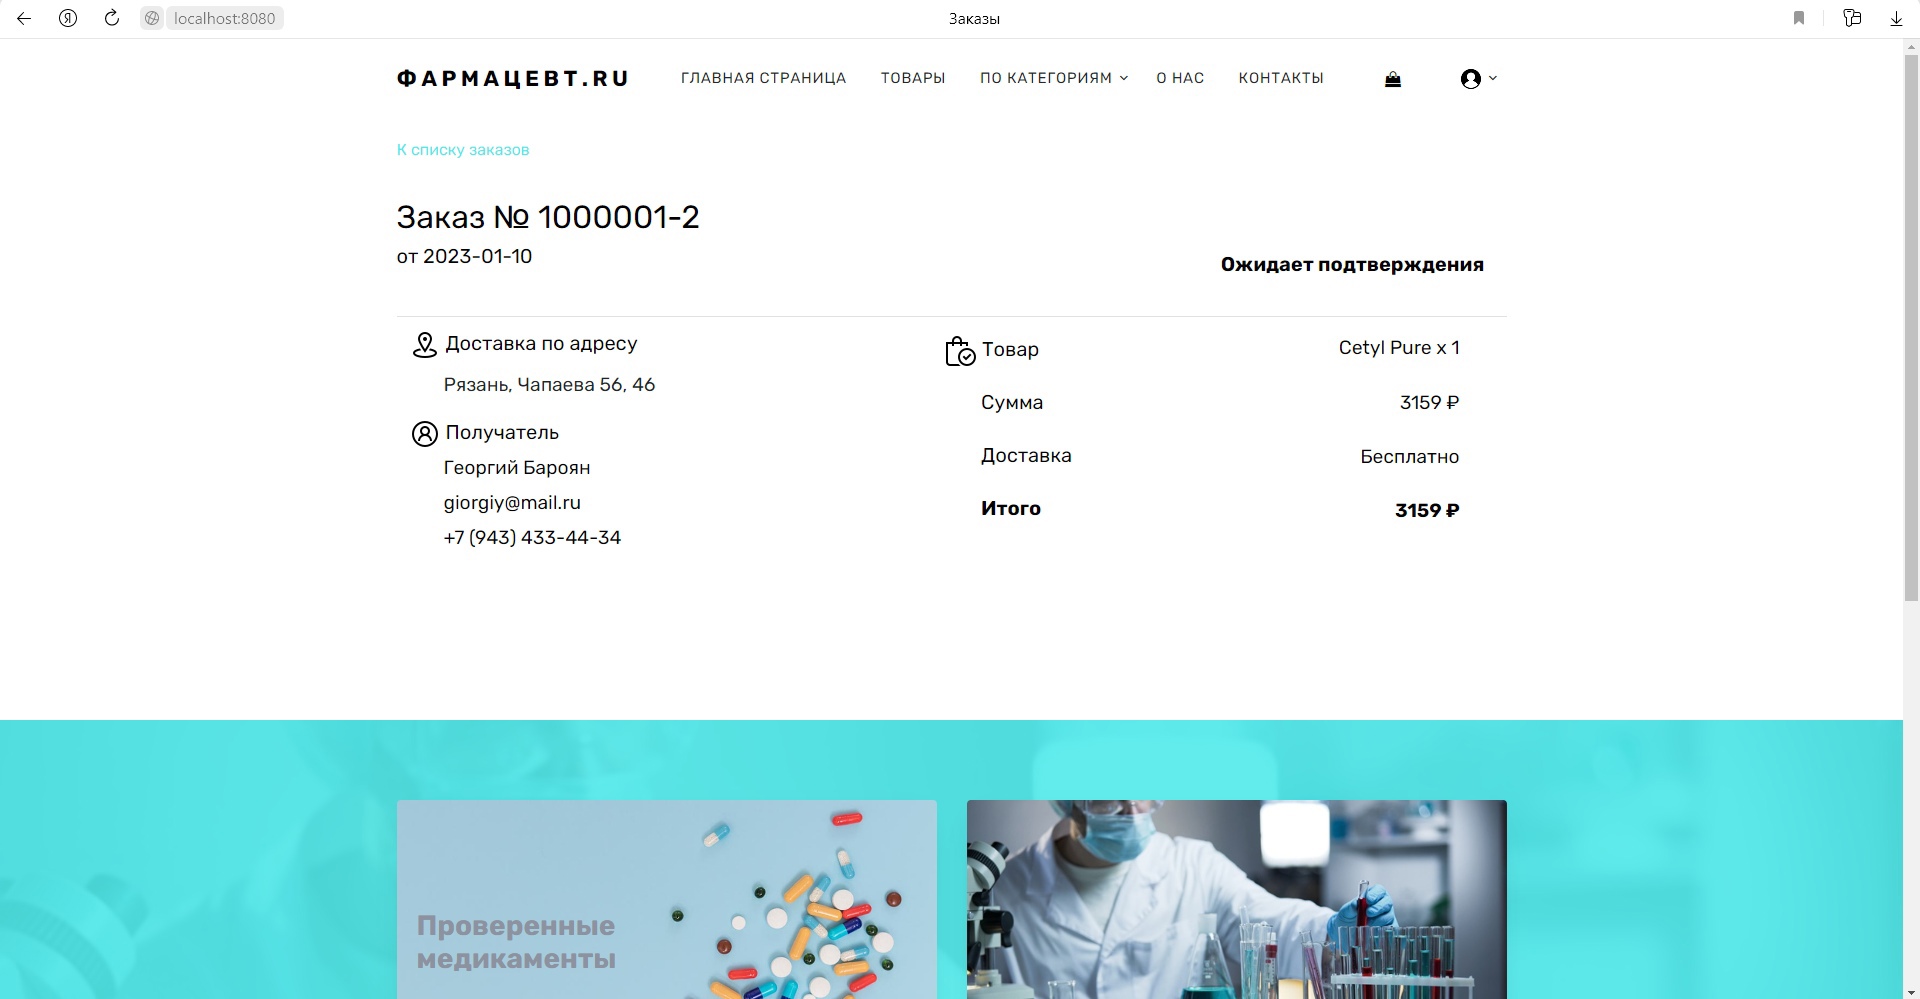 localhost:8080
Заказы
ФАРМАЦЕВТ.RU
ГЛАВНАЯ СТРАНИЦА
ТОВАРЫ
ПО КАТЕГОРИЯМ
О НАС
КОНТАКТЫ
К списку заказов
Заказ № 1000001-2
от 2023-01-10
Ожидает подтверждения
Доставка по адресу
Рязань, Чапаева 56, 46
Получатель
Георгий Бароян
giorgiy@mail.ru
+7 (943) 433-44-34
Товар
Cetyl Pure x 1
Сумма
3159 ₽
Доставка
Бесплатно
Итого
3159 ₽
Проверенные
медикаменты